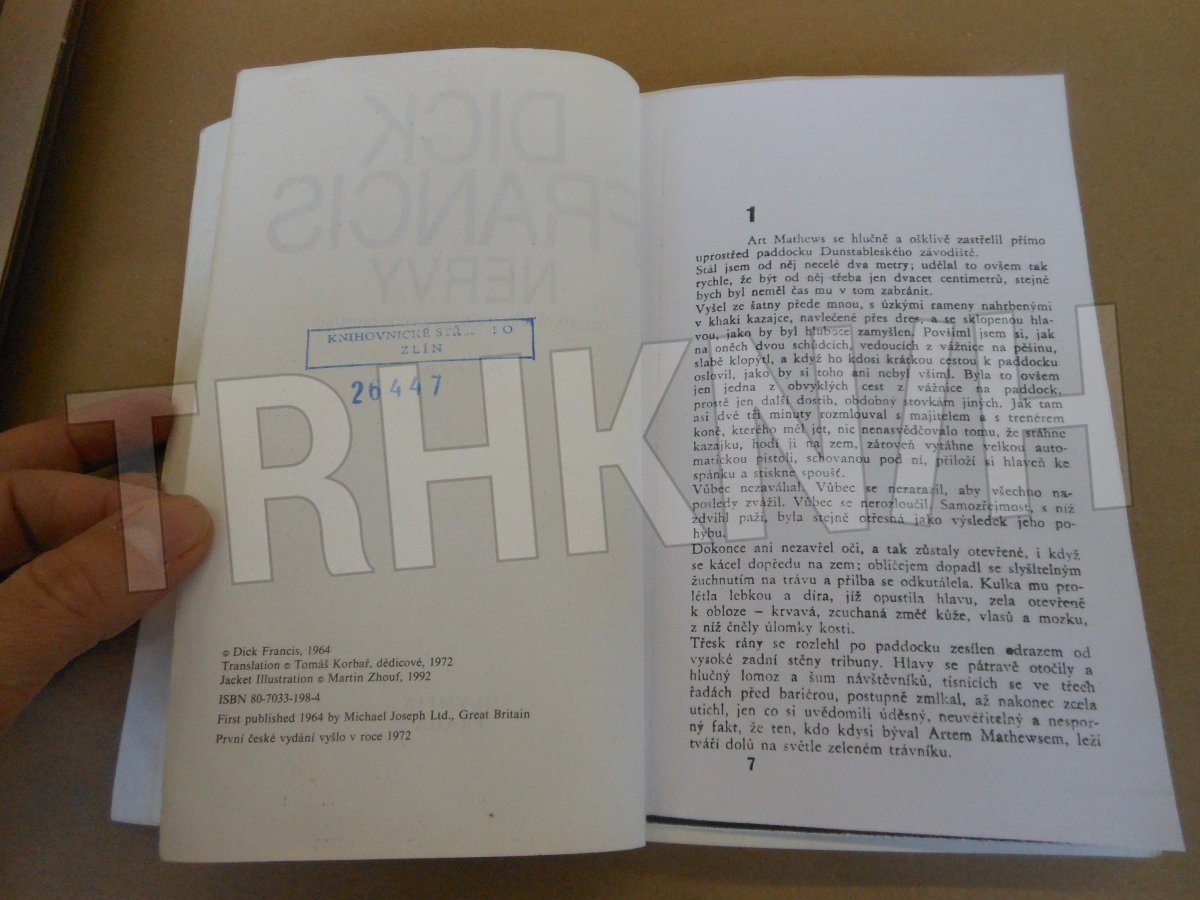 DICK
FRANCIS
NERVY
KNIHOVNICKÉ STŘ
ZLÍN
26447
© Dick Francis, 1964
Translation © Tomáš Korbař, dědicové, 1972
Jacket Illustration © Martin Zhouf, 1992
ISBN 80-7033-198-4
First published 1964 by Michael Joseph Ltd., Great Britain
První české vydání vyšlo v roce 1972
1
Art Mathews se hlučně a ošklivě zastřelil přímo
uprostřed paddocku Dunstableského závodiště.
Stál jsem od něj necelé dva metry; udělal to ovšem tak
rychle, že být od něj třeba jen dvacet centimetrů, stejně
bych byl neměl čas mu v tom zabránit.
Vyšel ze šatny přede mnou, s úzkými rameny nahrbenými
v khaki kazajce, navlečené přes dres, a se sklopenou hla-
vou, jako by byl hluboce zamyšlen. Povšiml jsem si, jak
na oněch dvou schůdcích, vedoucích z vážnice na pěšinu,
slabě klopýtl, a když ho kdosi krátkou cestou k paddocku
oslovil, jako by si toho ani nebyl všiml. Byla to ovšem
jen jedna z obvyklých cest z vážnice na paddock,
prostě jen další dostih, obdobný stovkám jiných. Jak tam
asi dvě tři minuty rozmlouval s majitelem a s trenérem
koně, kterého měl jet, nic nenasvědčovalo tomu, že stáhne
kazajku, hodí ji na zem, zároveň vytáhne velkou auto-
matickou pistoli, schovanou pod ní, přiloží si hlaveň ke
spánku a stiskne spoušť.
Vůbec nezaváhal. Vůbec se nezarazil, aby všechno na-
posledy zvážil. Vůbec se nerozloučil. Samozřejmost, s níž
zdvihl paži, byla stejně otřesná jako výsledek jeho po-
hybu.
Dokonce ani nezavřel oči, a tak zůstaly otevřené, i když
se kácel dopředu na zem; obličejem dopadl se slyšitelným
žuchnutím na trávu a přilba se odkutálela. Kulka mu pro-
létla lebkou a díra, jíž opustila hlavu, zela otevřeně
k obloze – krvavá, zcuchaná změť kůže, vlasů a mozku,
z níž čněly úlomky kosti.
Třesk rány se rozlehl po paddocku zesílen odrazem od
vysoké zadní stěny tribuny. Hlavy se pátravě otočily a
hlučný lomoz a šum návštěvníků, tísnících se ve třech
řadách před bariérou, postupně zmlkal, až nakonec zcela
utichl, jen co si uvědomili úděsný, neuvěřitelný a nespor-
ný fakt, že ten, kdo kdysi býval Artem Mathewsem, leží
tváří dolů na světle zeleném trávníku.
7
TRHKNIH